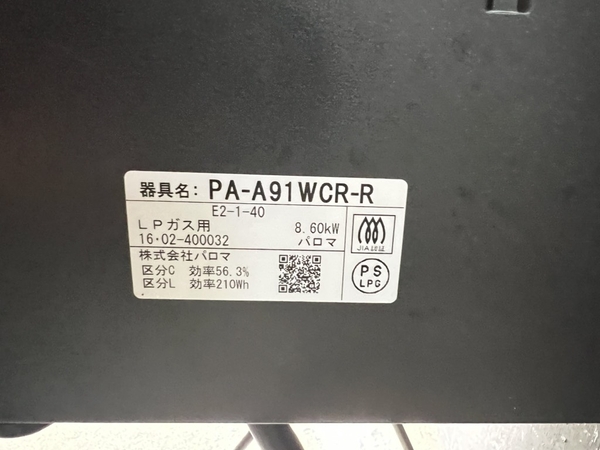 器具名: PA-A91WCR-R
E2-1-40
LPガス用 8.60kW
16・02-400032 パロマ
JIA認証
株式会社パロマ
区分C 効率56.3%
区分L 効率210Wh
PS
LPG